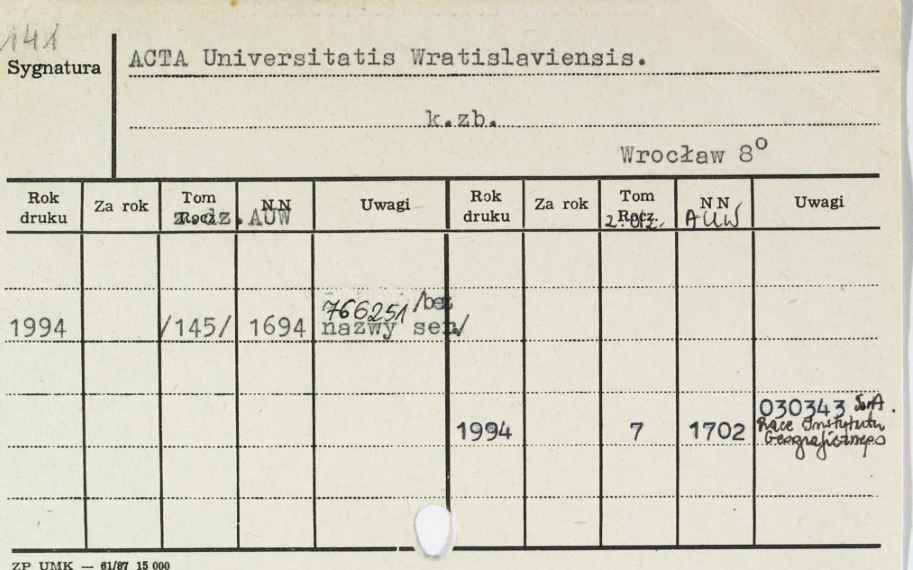 141
Sygnatura
ACTA Universitatis Wratislaviensis.
k.zb.
Wrocław 8°
Rok druku Za rok Tom Rocz. NN AUW Uwagi Rok druku Za rok Tom Rocz. NN AUW Uwagi
766251 /bez
1994 /145/ 1694 nazwy ser/
030343 S.A.
1994 7 1702 Prace Instytutu
Geograficznego
ZP UMK — 61/87 15 000